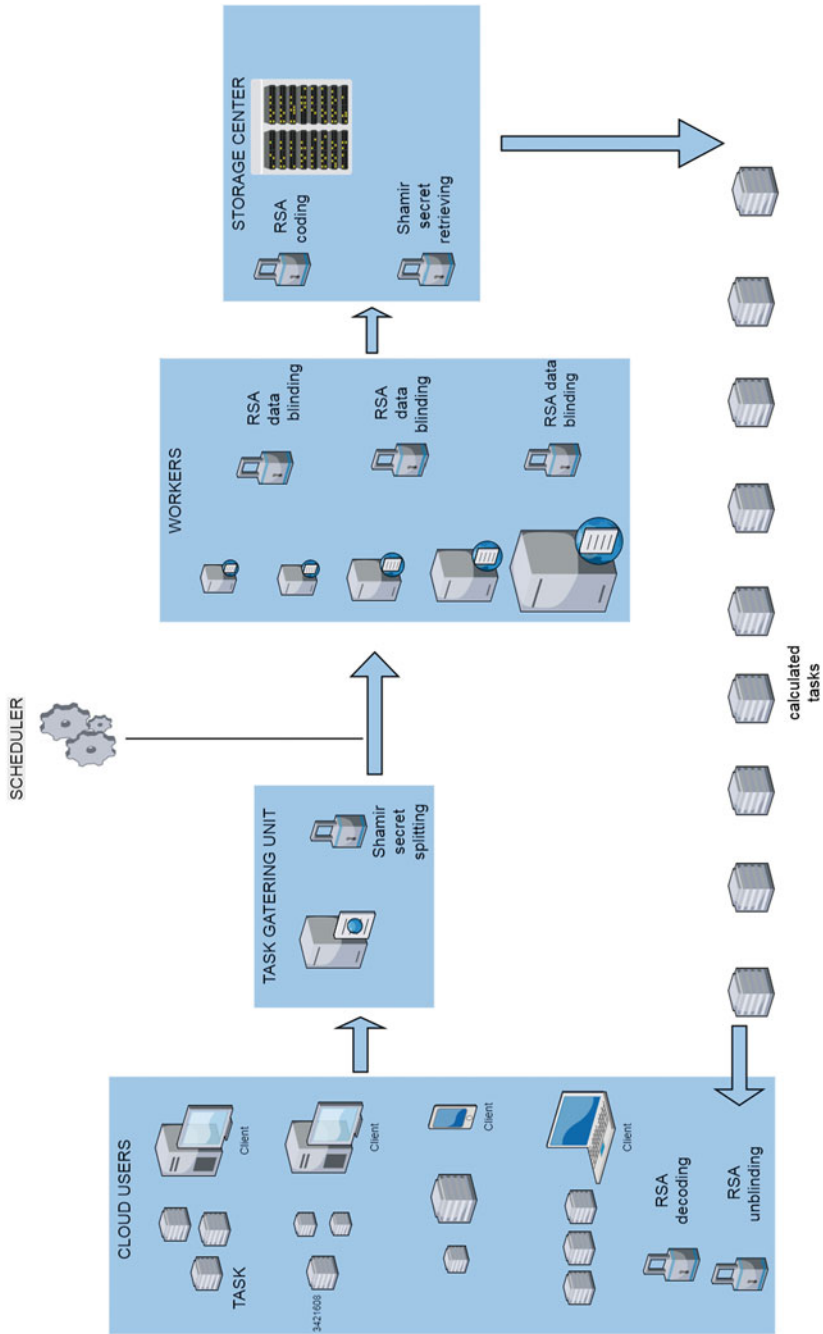 SCHEDULER
CLOUD USERS
TASK
Client
3421608
Client
Client
Client
RSA
decoding
RSA
unblinding
TASK GATERING UNIT
Shamir
secret
splitting
WORKERS
RSA
data
blinding
RSA
data
blinding
RSA data
blinding
STORAGE CENTER
RSA
coding
Shamir
secret
retrieving
calculated
tasks